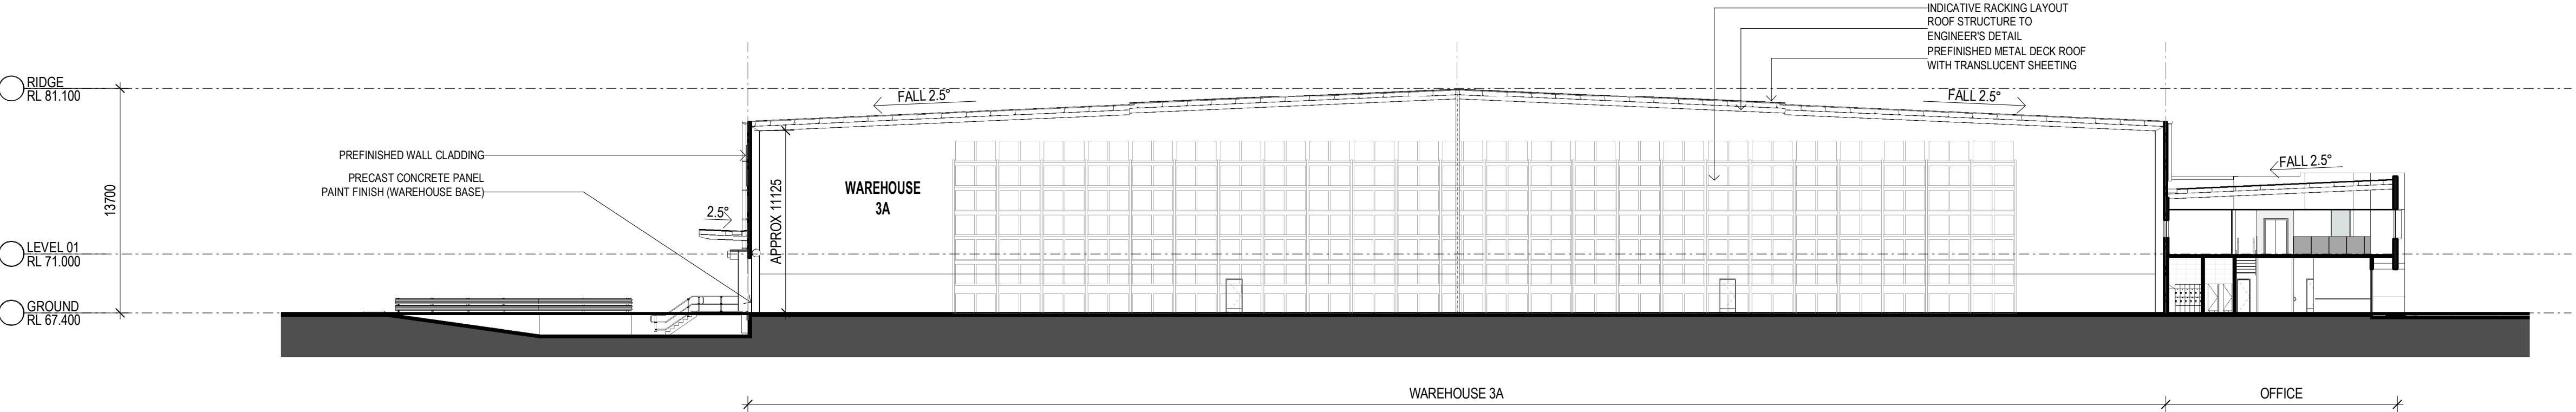 INDICATIVE RACKING LAYOUT
ROOF STRUCTURE TO
ENGINEER'S DETAIL
PREFINISHED METAL DECK ROOF
WITH TRANSLUCENT SHEETING
RIDGE
RL 81.100
FALL 2.5°
FALL 2.5°
PREFINISHED WALL CLADDING
PRECAST CONCRETE PANEL
PAINT FINISH (WAREHOUSE BASE)
FALL 2.5°
13700
2.5°
APPROX 11125
WAREHOUSE
3A
LEVEL 01
RL 71.000
GROUND
RL 67.400
WAREHOUSE 3A
OFFICE